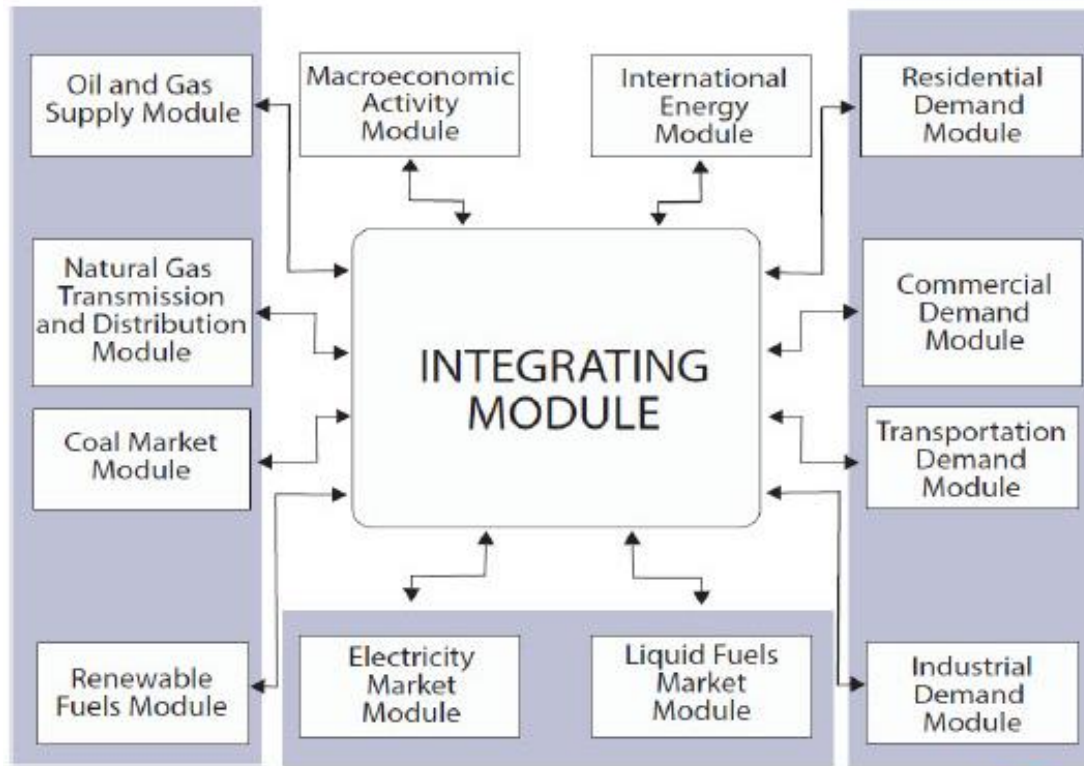 Oil and Gas
Supply Module
Macroeconomic
Activity
Module
International
Energy
Module
Residential
Demand
Module
Natural Gas
Transmission
and Distribution
Module
Commercial
Demand
Module
INTEGRATING
MODULE
Coal Market
Module
Transportation
Demand
Module
Renewable
Fuels Module
Electricity
Market
Module
Liquid Fuels
Market
Module
Industrial
Demand
Module